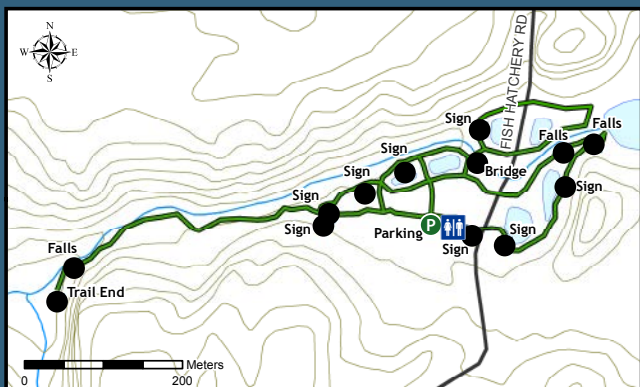 N
W E
S
FISH HATCHERY RD
Sign
Falls
Falls
Sign
Bridge
Sign
Sign
Sign
Sign
Parking P
Sign
Sign
Falls
Trail End
Meters
0 200